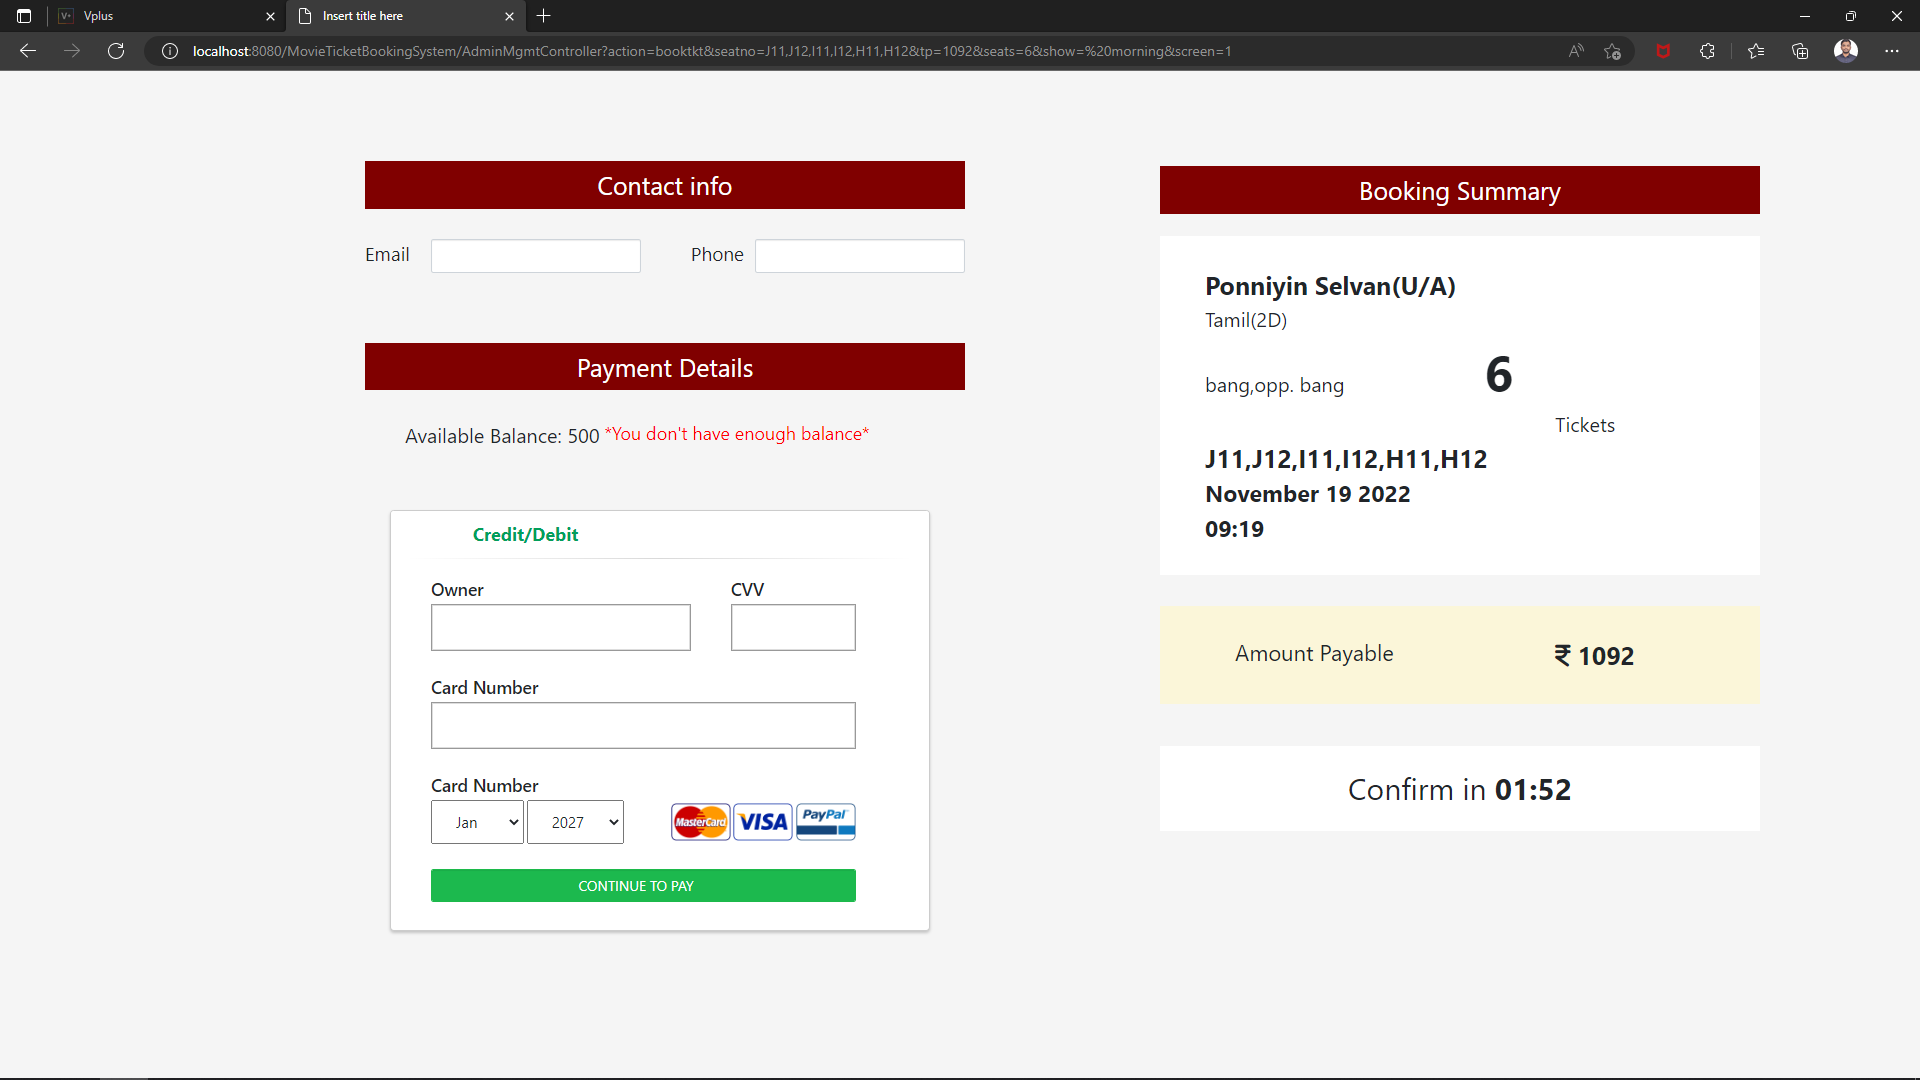 Vplus
Insert title here
localhost:8080/MovieTicketBookingSystem/AdminMgmtController?action=booktkt&seatno=J11,J12,I11,I12,H11,H12&tp=1092&seats=6&show=%20morning&screen=1
Contact info
Email
Phone
Payment Details
Available Balance: 500 *You don't have enough balance*
Credit/Debit
Owner
CVV
Card Number
Card Number
Jan
2027
MasterCard
VISA
PayPal
CONTINUE TO PAY
Booking Summary
Ponniyin Selvan(U/A)
Tamil(2D)
bang,opp. bang
6
Tickets
J11,J12,I11,I12,H11,H12
November 19 2022
09:19
Amount Payable
₹ 1092
Confirm in 01:52